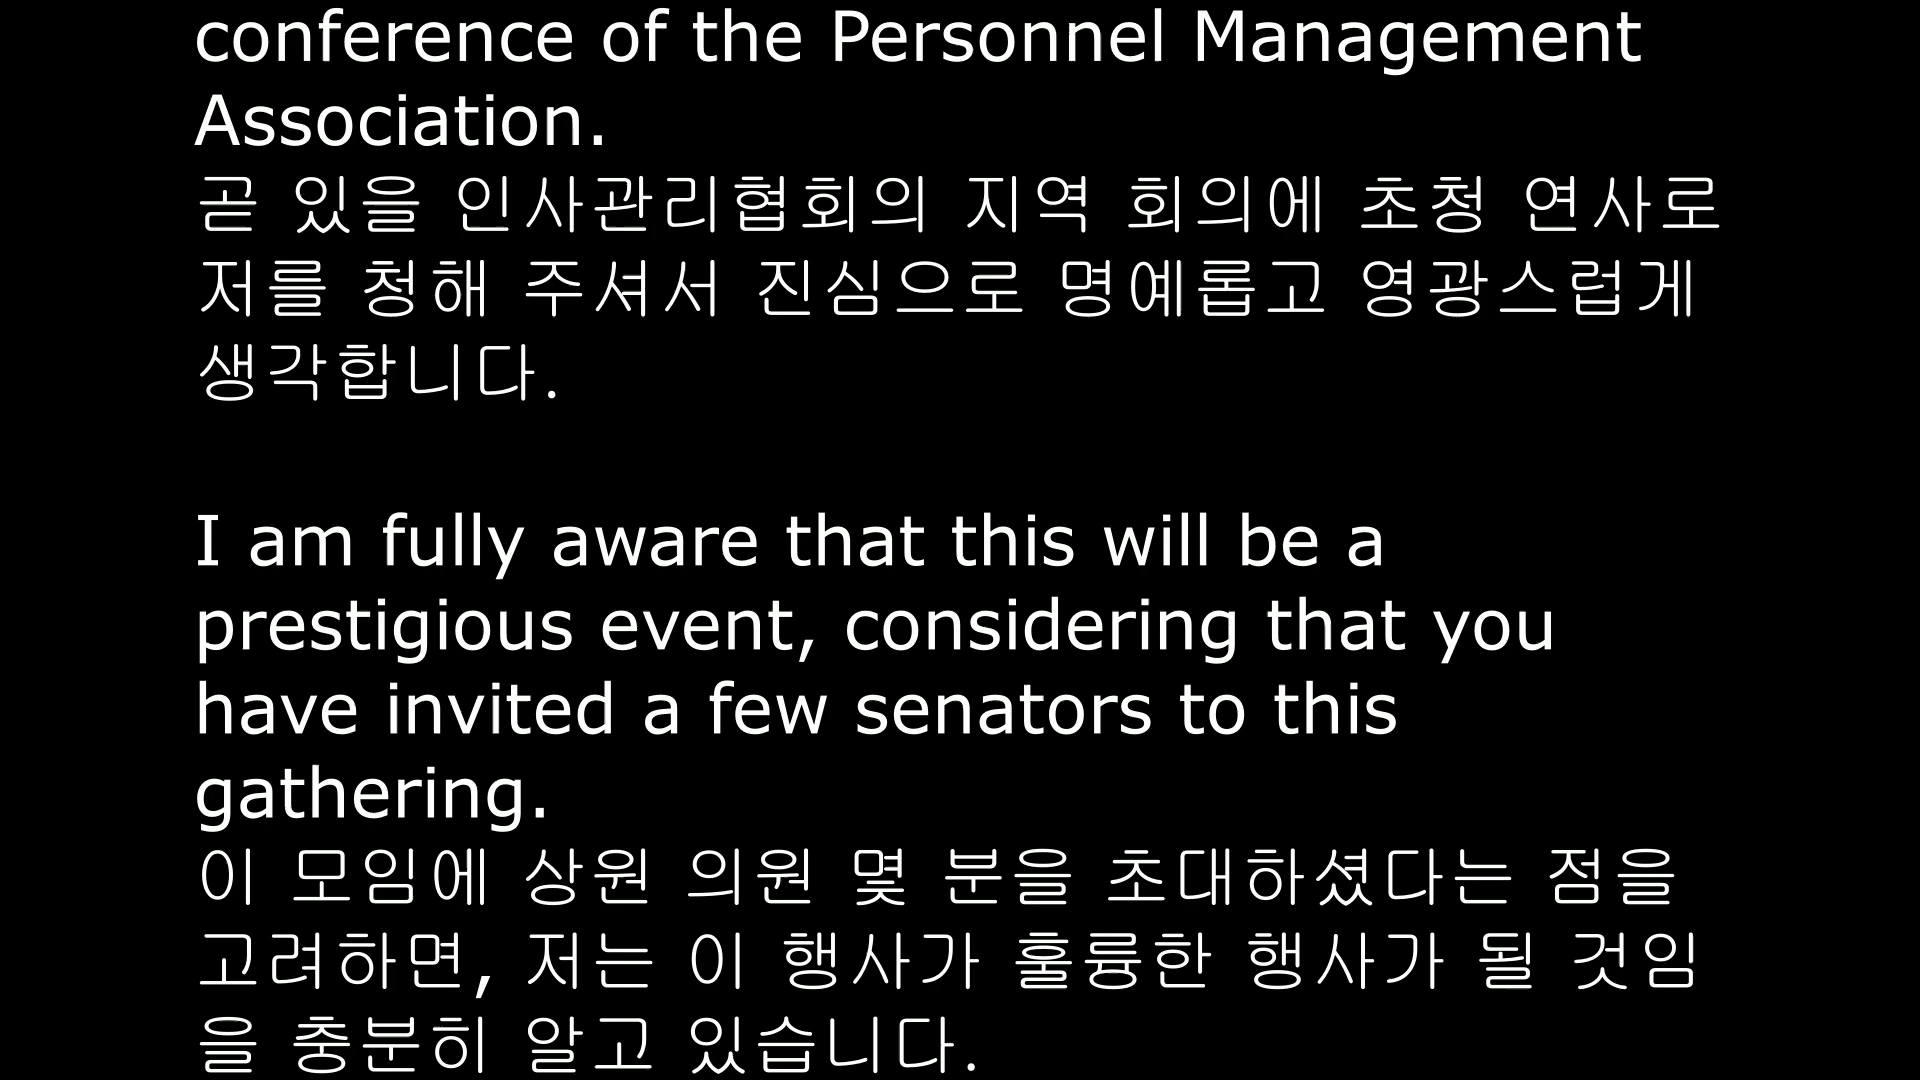 conference of the Personnel Management
Association.
곧 있을 인사관리협회의 지역 회의에 초청 연사로
저를 청해 주셔서 진심으로 명예롭고 영광스럽게
생각합니다.
I am fully aware that this will be a
prestigious event, considering that you
have invited a few senators to this
gathering.
이 모임에 상원 의원 몇 분을 초대하셨다는 점을
고려하면, 저는 이 행사가 훌륭한 행사가 될 것임
을 충분히 알고 있습니다.